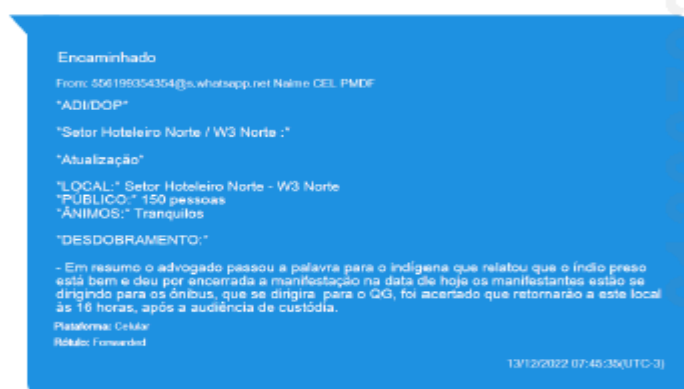 Encaminhado
From: 556199354354@s.whatsapp.net Naime CEL PMDF
*ADI/DOP*
*Setor Hoteleiro Norte / W3 Norte :*
*Atualização*
*LOCAL:* Setor Hoteleiro Norte - W3 Norte
*PÚBLICO:* 150 pessoas
*ÂNIMOS:* Tranquilos
*DESDOBRAMENTO:*
- Em resumo o advogado passou a palavra para o indígena que relatou que o índio preso
está bem e deu por encerrada a manifestação na data de hoje os manifestantes estão se
dirigindo para os ônibus, que se dirigira para o QG, foi acertado que retornarão a este local
às 16 horas, após a audiência de custódia.
Plataforma: Celular
Rótulo: Forwarded
13/12/2022 07:45:35(UTC-3)